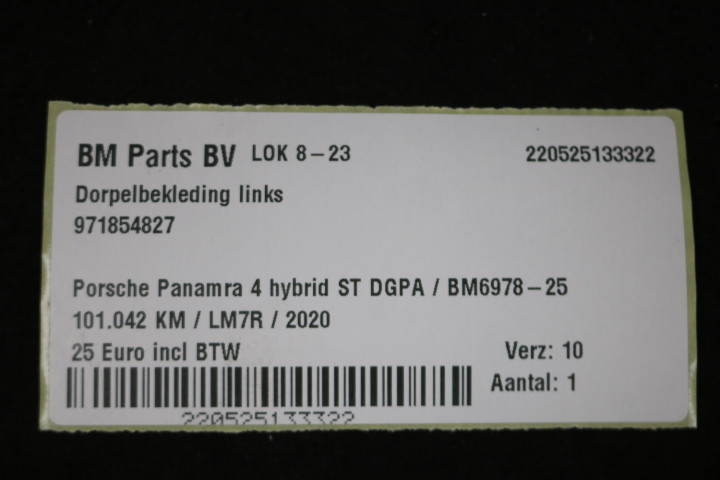 BM Parts BV LOK 8-23 220525133322
Dorpelbekleding links
971854827
Porsche Panamra 4 hybrid ST DGPA / BM6978-25
101.042 KM / LM7R / 2020
25 Euro incl BTW Verz: 10
Aantal: 1
220525133322